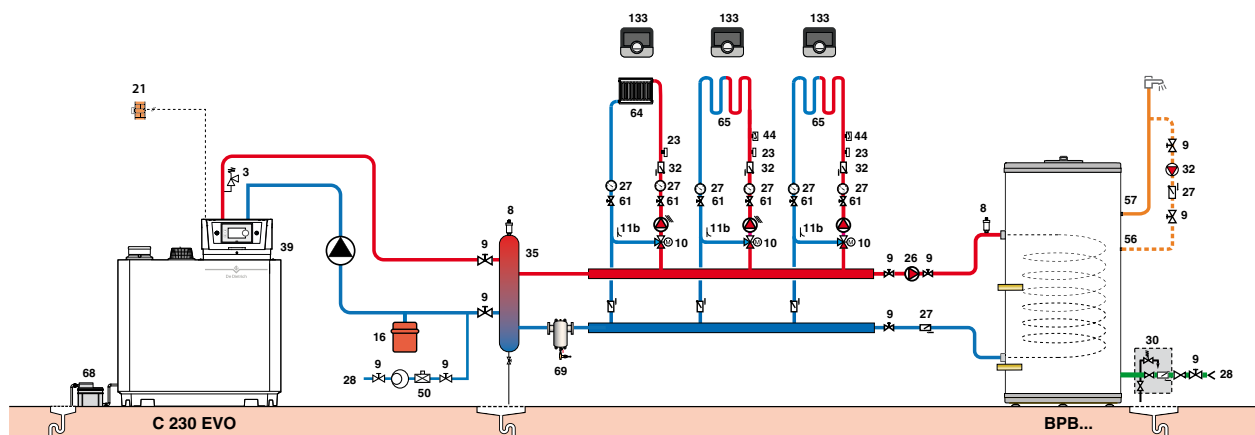 133 133 133
21
64 65 65
44 44
23 23 23
32 32 32
9
3
32
27 27 27 27 27 27
27
61 61 61 61 61 61
57
8
8
9
11b 11b 11b
10 10 10
56
39
9
35
De Dietrich
9 26 9
9
9
27
16
30
9 9
69
9
68
28
50
28
C 230 EVO
BPB...
M M M